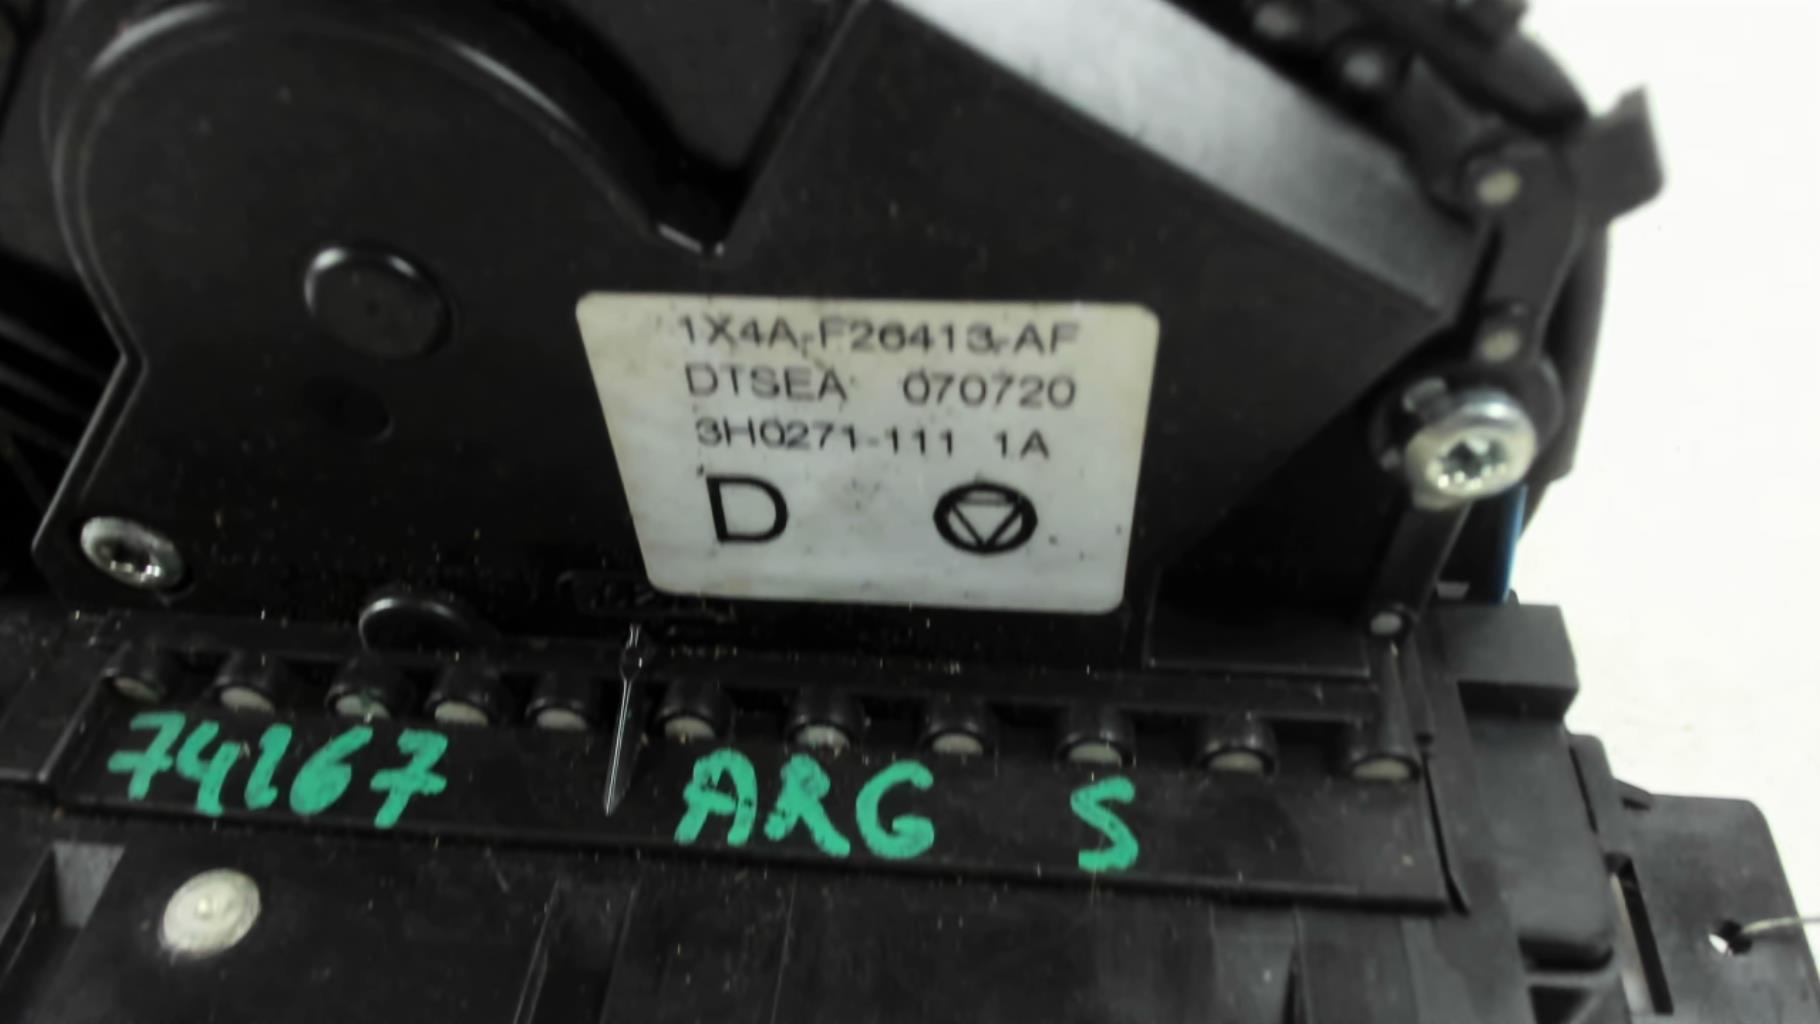 1X4A-F26413-AF
DTSEA 070720
3H0271-111 1A
D
74167 ARG S